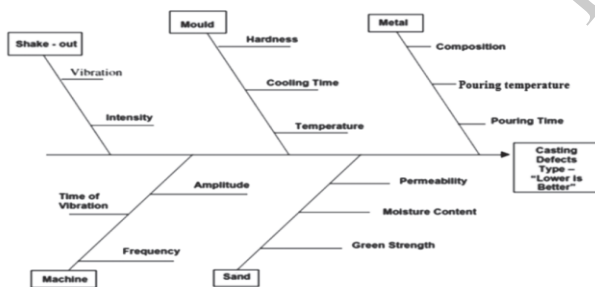 Shake - out
Mould
Metal
Vibration
Intensity
Hardness
Cooling Time
Temperature
Composition
Pouring temperature
Pouring Time
Casting
Defects
Type –
"Lower is
Better"
Time of
Vibration
Amplitude
Frequency
Permeability
Moisture Content
Green Strength
Machine
Sand